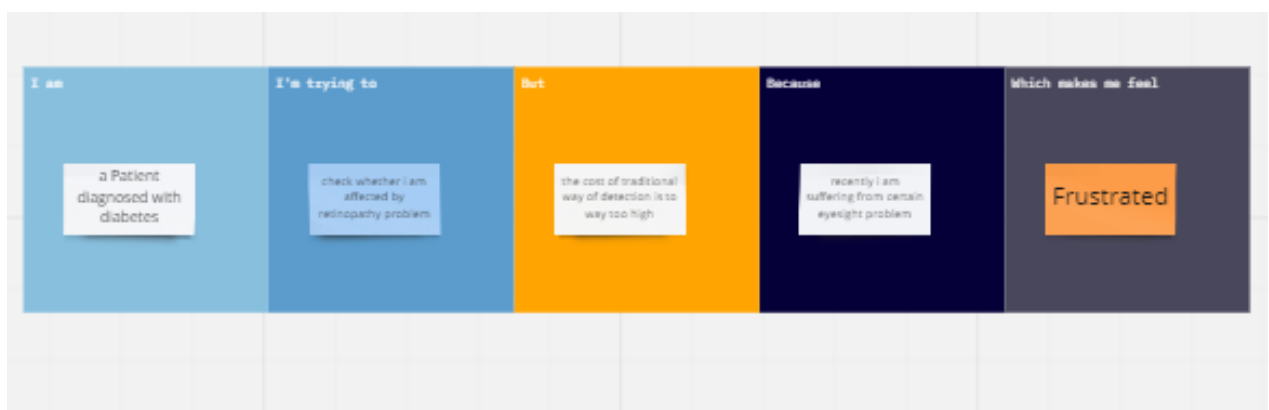 I am
a Patient
diagnosed with
diabetes
I'm trying to
check whether i am
affected by
retinopathy problem
But
the cost of traditional
way of detection is to
way too high
Because
recently i am
suffering from certain
eyesight problem
Which makes me feel
Frustrated